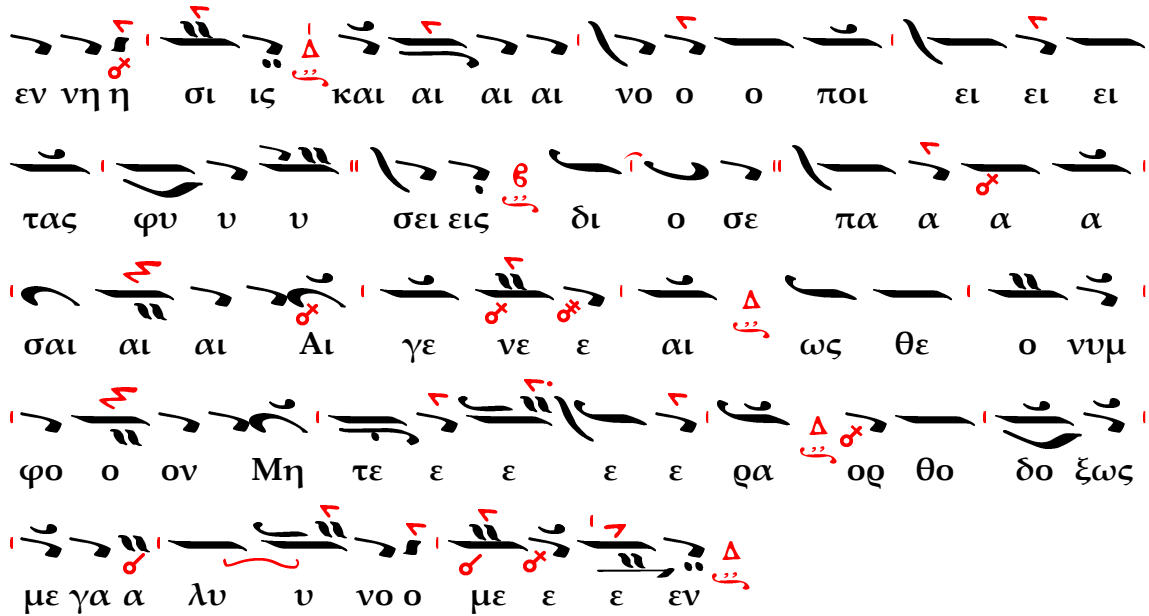 εν νη η σι ις και αι αι αι νο ο ο ποι ει ει ει
τας φυ υ υ σει εις δι ο σε πα α α α
σαι αι αι Αι γε νε ε αι ως θε ο νυμ
φο ο ον Μη τε ε ε ε ε ρα ορ θο δο ξως
με γα α λυ υ νο ο με ε ε εν